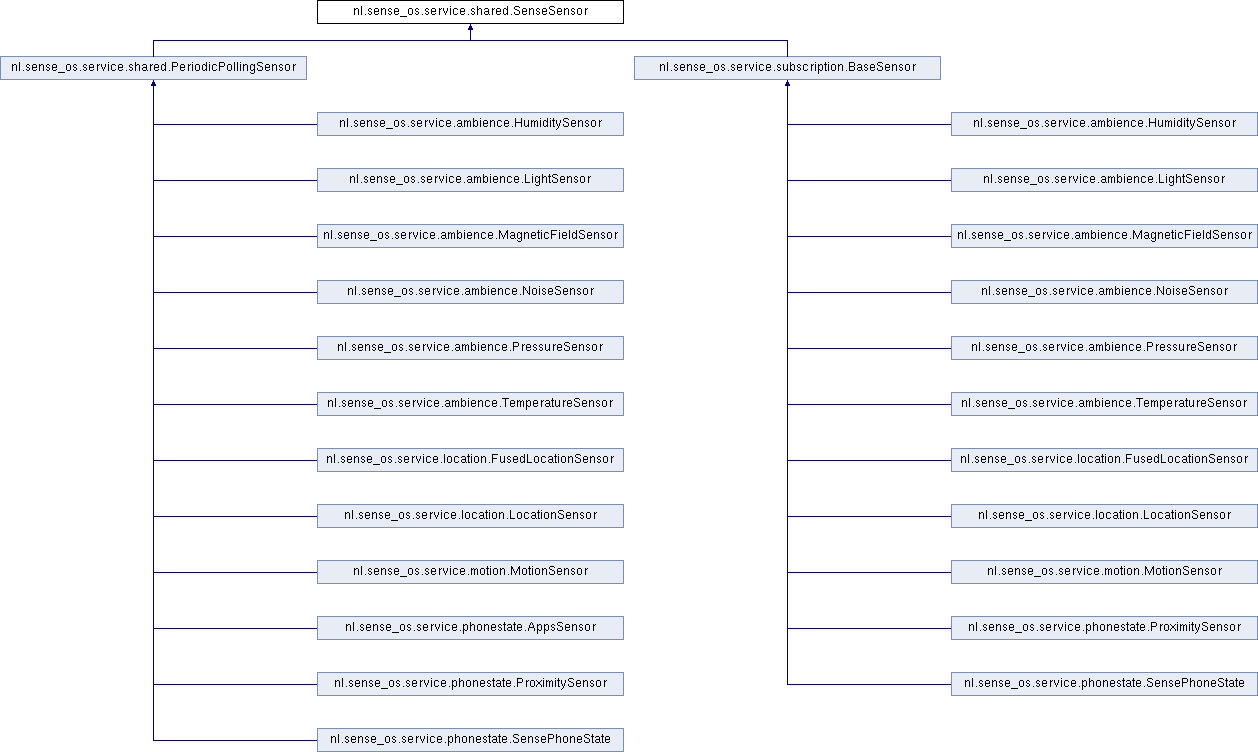 nl.sense_os.service.shared.SenseSensor
nl.sense_os.service.shared.PeriodicPollingSensor
nl.sense_os.service.subscription.BaseSensor
nl.sense_os.service.ambience.HumiditySensor
nl.sense_os.service.ambience.HumiditySensor
nl.sense_os.service.ambience.LightSensor
nl.sense_os.service.ambience.LightSensor
nl.sense_os.service.ambience.MagneticFieldSensor
nl.sense_os.service.ambience.MagneticFieldSensor
nl.sense_os.service.ambience.NoiseSensor
nl.sense_os.service.ambience.NoiseSensor
nl.sense_os.service.ambience.PressureSensor
nl.sense_os.service.ambience.PressureSensor
nl.sense_os.service.ambience.TemperatureSensor
nl.sense_os.service.ambience.TemperatureSensor
nl.sense_os.service.location.FusedLocationSensor
nl.sense_os.service.location.FusedLocationSensor
nl.sense_os.service.location.LocationSensor
nl.sense_os.service.location.LocationSensor
nl.sense_os.service.motion.MotionSensor
nl.sense_os.service.motion.MotionSensor
nl.sense_os.service.phonestate.AppsSensor
nl.sense_os.service.phonestate.ProximitySensor
nl.sense_os.service.phonestate.ProximitySensor
nl.sense_os.service.phonestate.SensePhoneState
nl.sense_os.service.phonestate.SensePhoneState